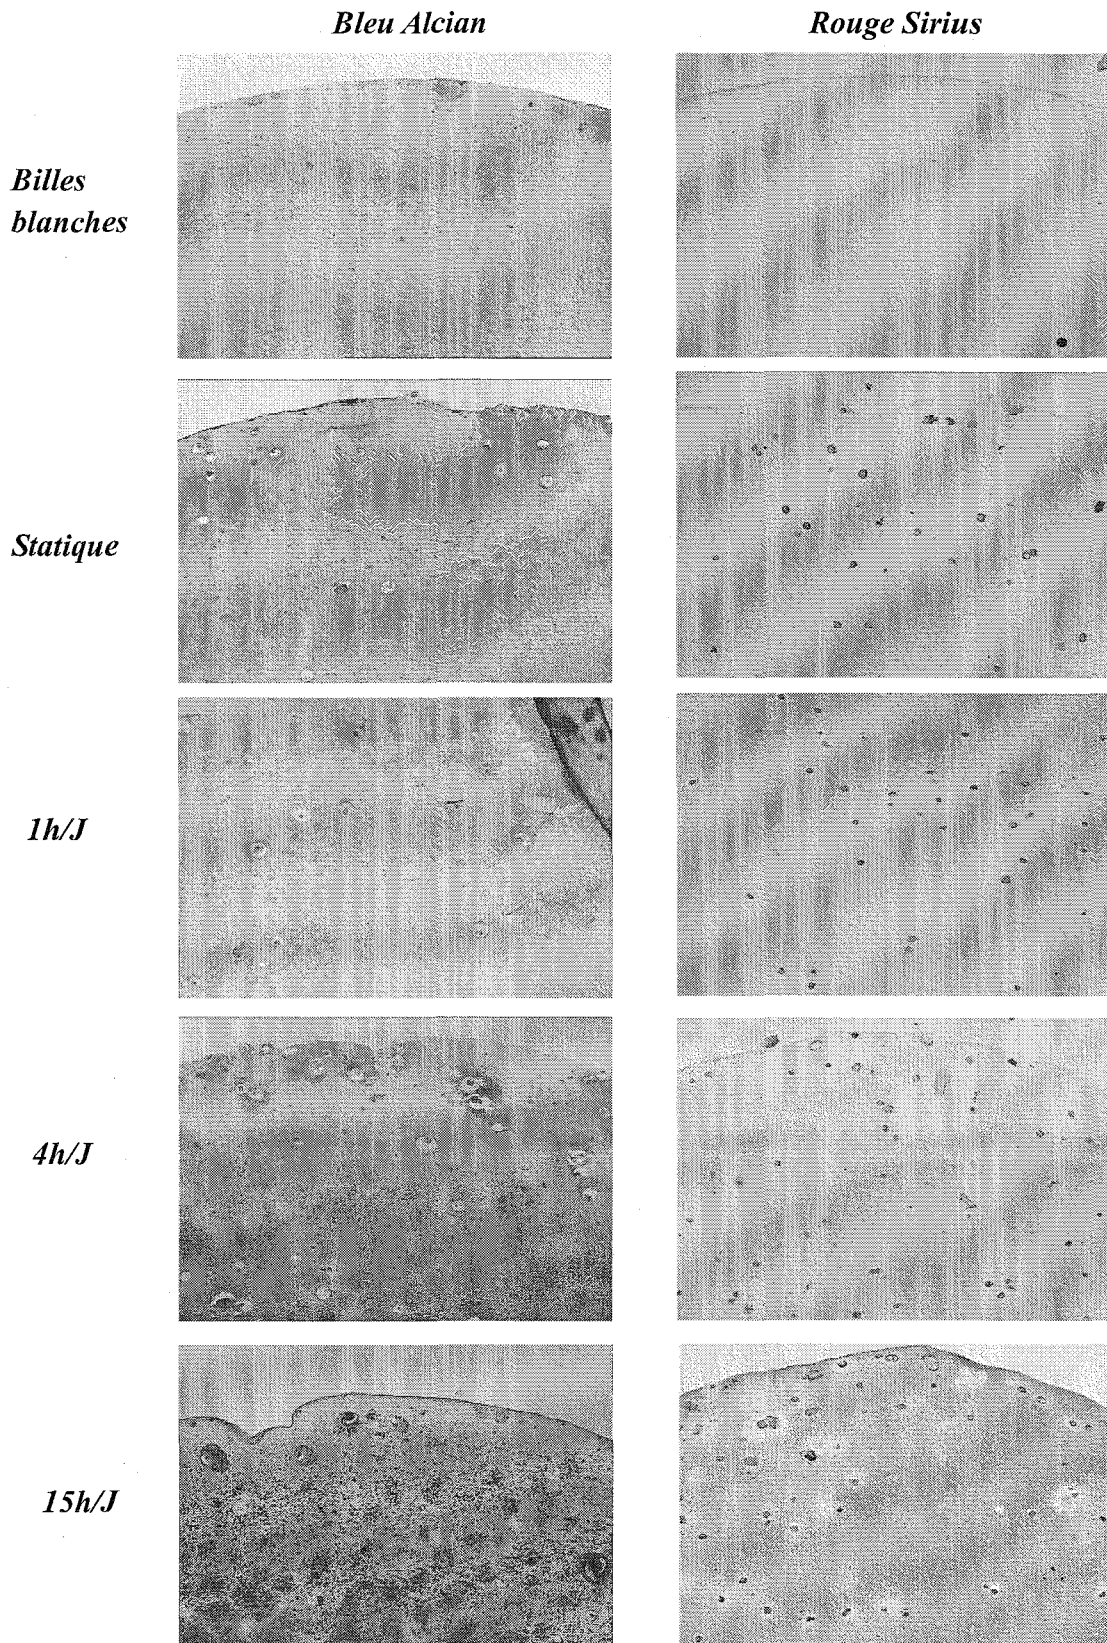 Bleu Alcian
Rouge Sirius
Billes
blanches
Statique
1h/J
4h/J
15h/J